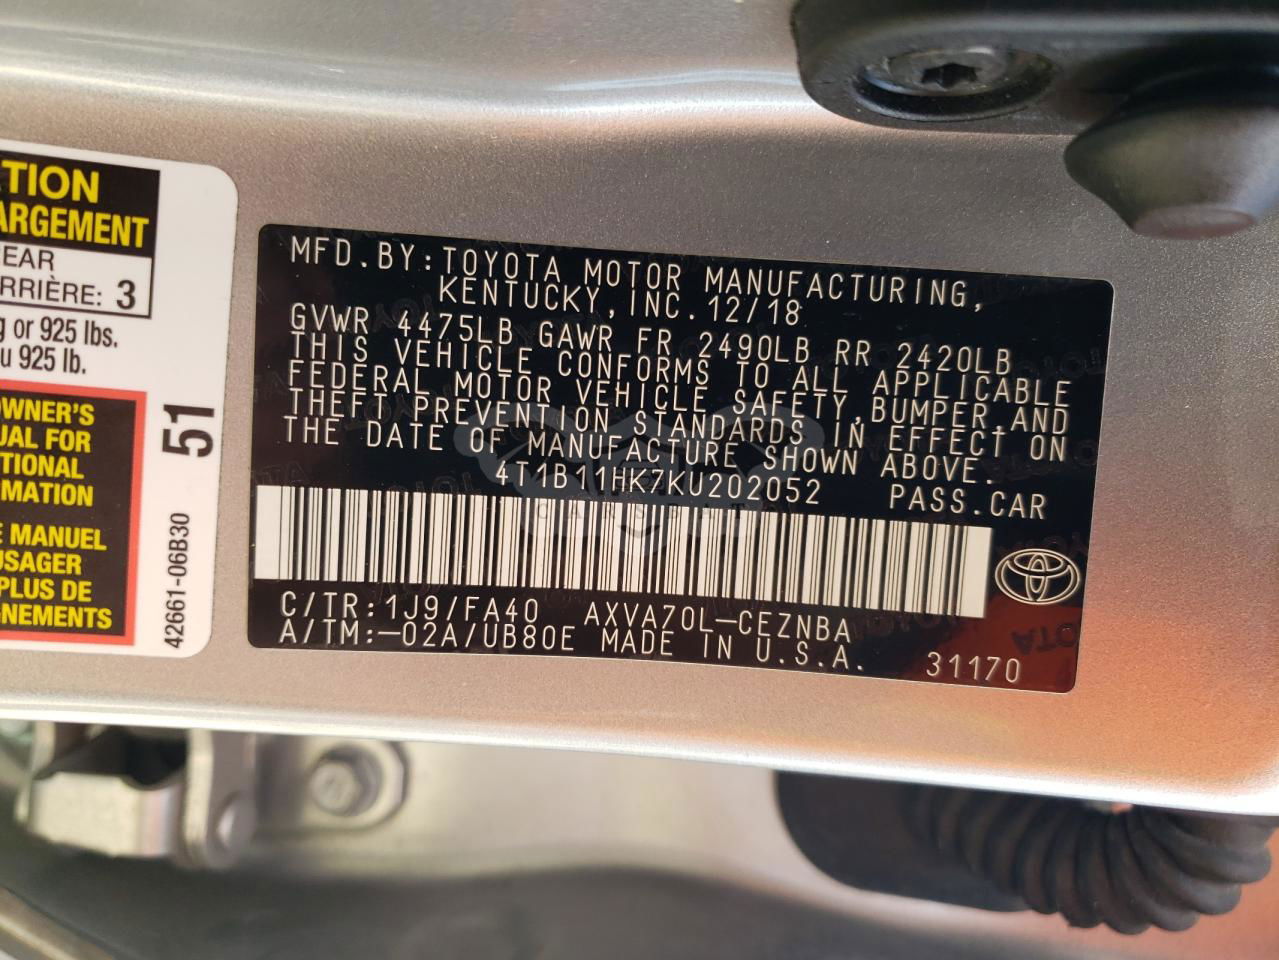 TION
ARGEMENT
EAR
RRIÈRE: 3
g or 925 lbs.
u 925 lb.
OWNER'S
UAL FOR
TIONAL
RMATION
E MANUEL
USAGER
PLUS DE
GNEMENTS
51
42661-06B30
MFD.BY:TOYOTA MOTOR MANUFACTURING,
KENTUCKY,INC.12/18
GVWR 4475LB GAWR FR 2490LB RR 2420LB
THIS VEHICLE CONFORMS TO ALL APPLICABLE
FEDERAL MOTOR VEHICLE SAFETY,BUMPER,AND
THEFT PREVENTION STANDARDS IN EFFECT ON
THE DATE OF MANUFACTURE SHOWN ABOVE.
4T1B11HK7KU202052 PASS.CAR
C/TR:1J9/FA40 AXVA70L-CEZNBA
A/TM:-02A/UB80E MADE IN U.S.A. 31170